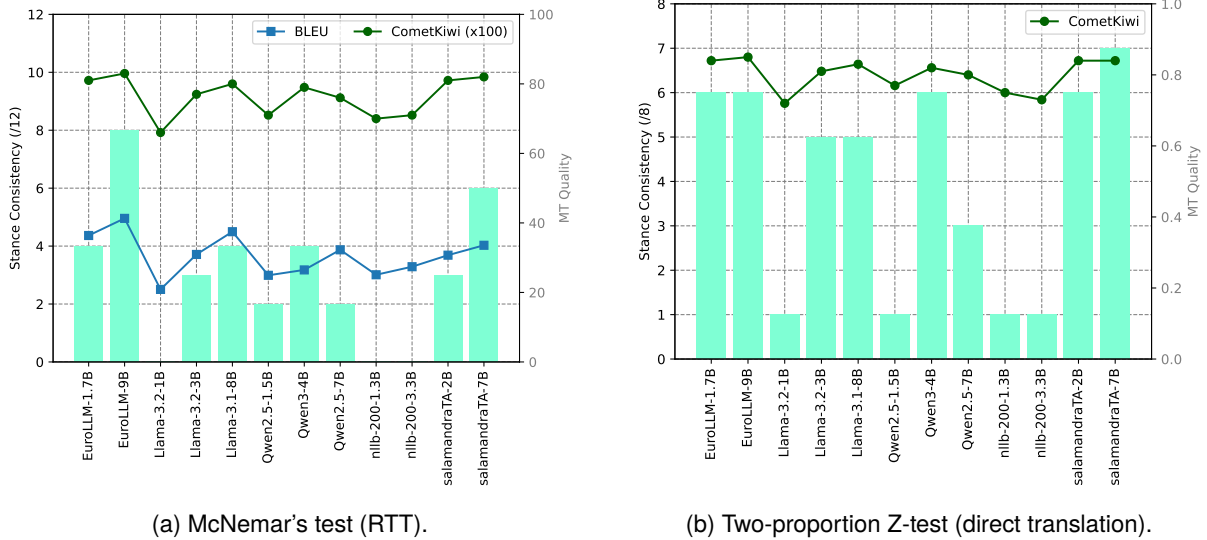 BLEU
CometKiwi (x100)
Stance Consistency (/12)
12
10
8
6
4
2
0
100
80
60
40
20
0
MT Quality
EuroLLM-1.7B
EuroLLM-9B
Llama-3.2-1B
Llama-3.2-3B
Llama-3.1-8B
Qwen2.5-1.5B
Qwen3-4B
Qwen2.5-7B
nllb-200-1.3B
nllb-200-3.3B
salamandraTA-2B
salamandraTA-7B
(a) McNemar's test (RTT).
CometKiwi
Stance Consistency (/8)
8
7
6
5
4
3
2
1
0
1.0
0.8
0.6
0.4
0.2
0.0
MT Quality
EuroLLM-1.7B
EuroLLM-9B
Llama-3.2-1B
Llama-3.2-3B
Llama-3.1-8B
Qwen2.5-1.5B
Qwen3-4B
Qwen2.5-7B
nllb-200-1.3B
nllb-200-3.3B
salamandraTA-2B
salamandraTA-7B
(b) Two-proportion Z-test (direct translation).